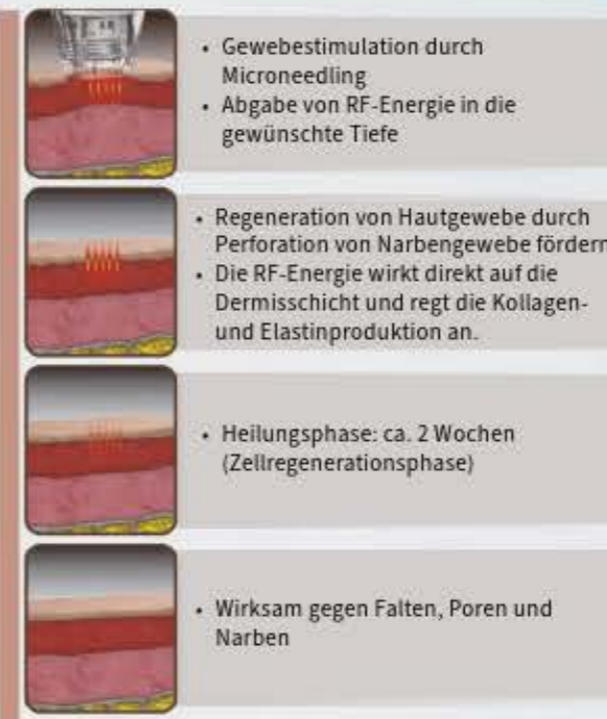 • Gewebestimulation durch
Microneedling
• Abgabe von RF-Energie in die
gewünschte Tiefe
• Regeneration von Hautgewebe durch
Perforation von Narbengewebe fördern
• Die RF-Energie wirkt direkt auf die
Dermisschicht und regt die Kollagen-
und Elastinproduktion an.
• Heilungsphase: ca. 2 Wochen
(Zellregenerationsphase)
• Wirksam gegen Falten, Poren und
Narben